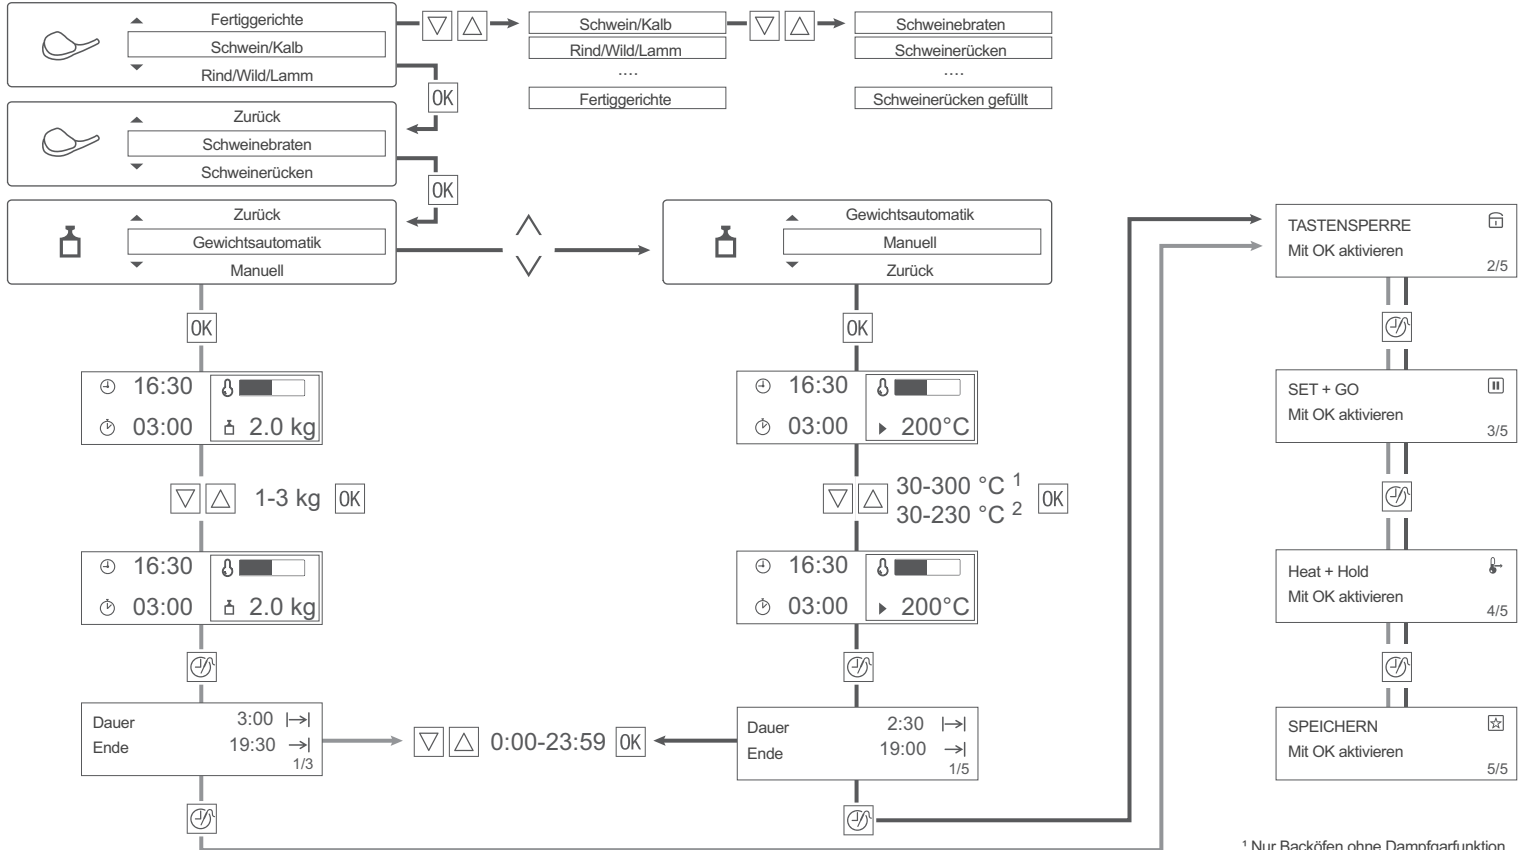 Fertiggerichte
Schwein/Kalb
Rind/Wild/Lamm
OK
Schwein/Kalb
Rind/Wild/Lamm
....
Fertiggerichte
Schweinebraten
Schweinerücken
....
Schweinerücken gefüllt
Zurück
Schweinebraten
Schweinerücken
OK
Zurück
Gewichtsautomatik
Manuell
Gewichtsautomatik
Manuell
Zurück
OK
16:30
03:00 2.0 kg
1-3 kg OK
16:30
03:00 2.0 kg
Dauer 3:00
Ende 19:30
1/3
0:00-23:59 OK
OK
16:30
03:00 200°C
30-300 °C 1
30-230 °C 2
OK
16:30
03:00 200°C
Dauer 2:30
Ende 19:00
1/5
TASTENSPERRE
Mit OK aktivieren
2/5
SET + GO
Mit OK aktivieren
3/5
Heat + Hold
Mit OK aktivieren
4/5
SPEICHERN
Mit OK aktivieren
5/5
1 Nur Backöfen ohne Dampfgarfunktion